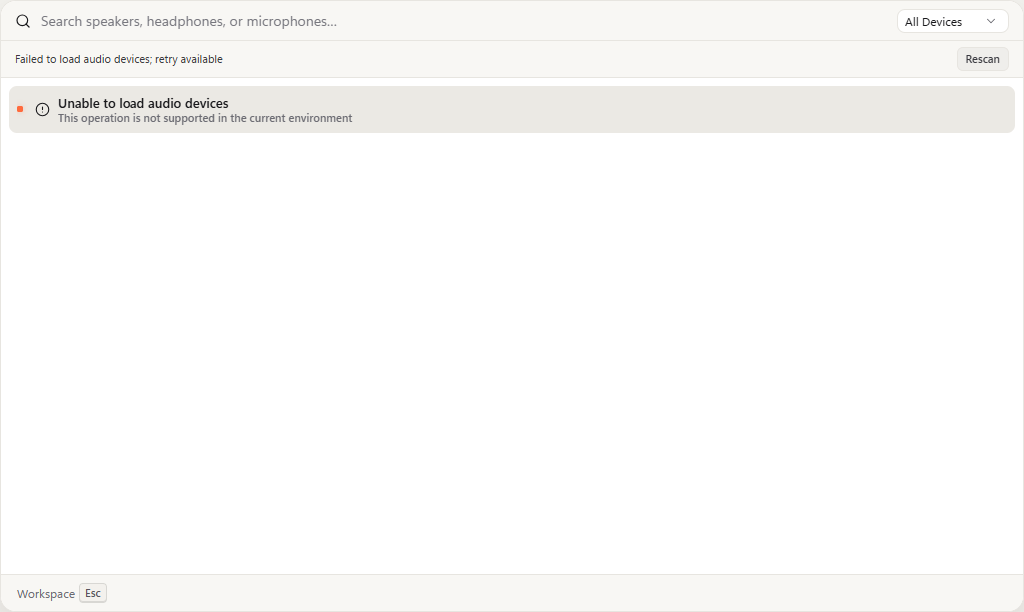 Search speakers, headphones, or microphones...
All Devices
Failed to load audio devices; retry available
Rescan
Unable to load audio devices
This operation is not supported in the current environment
Workspace Esc